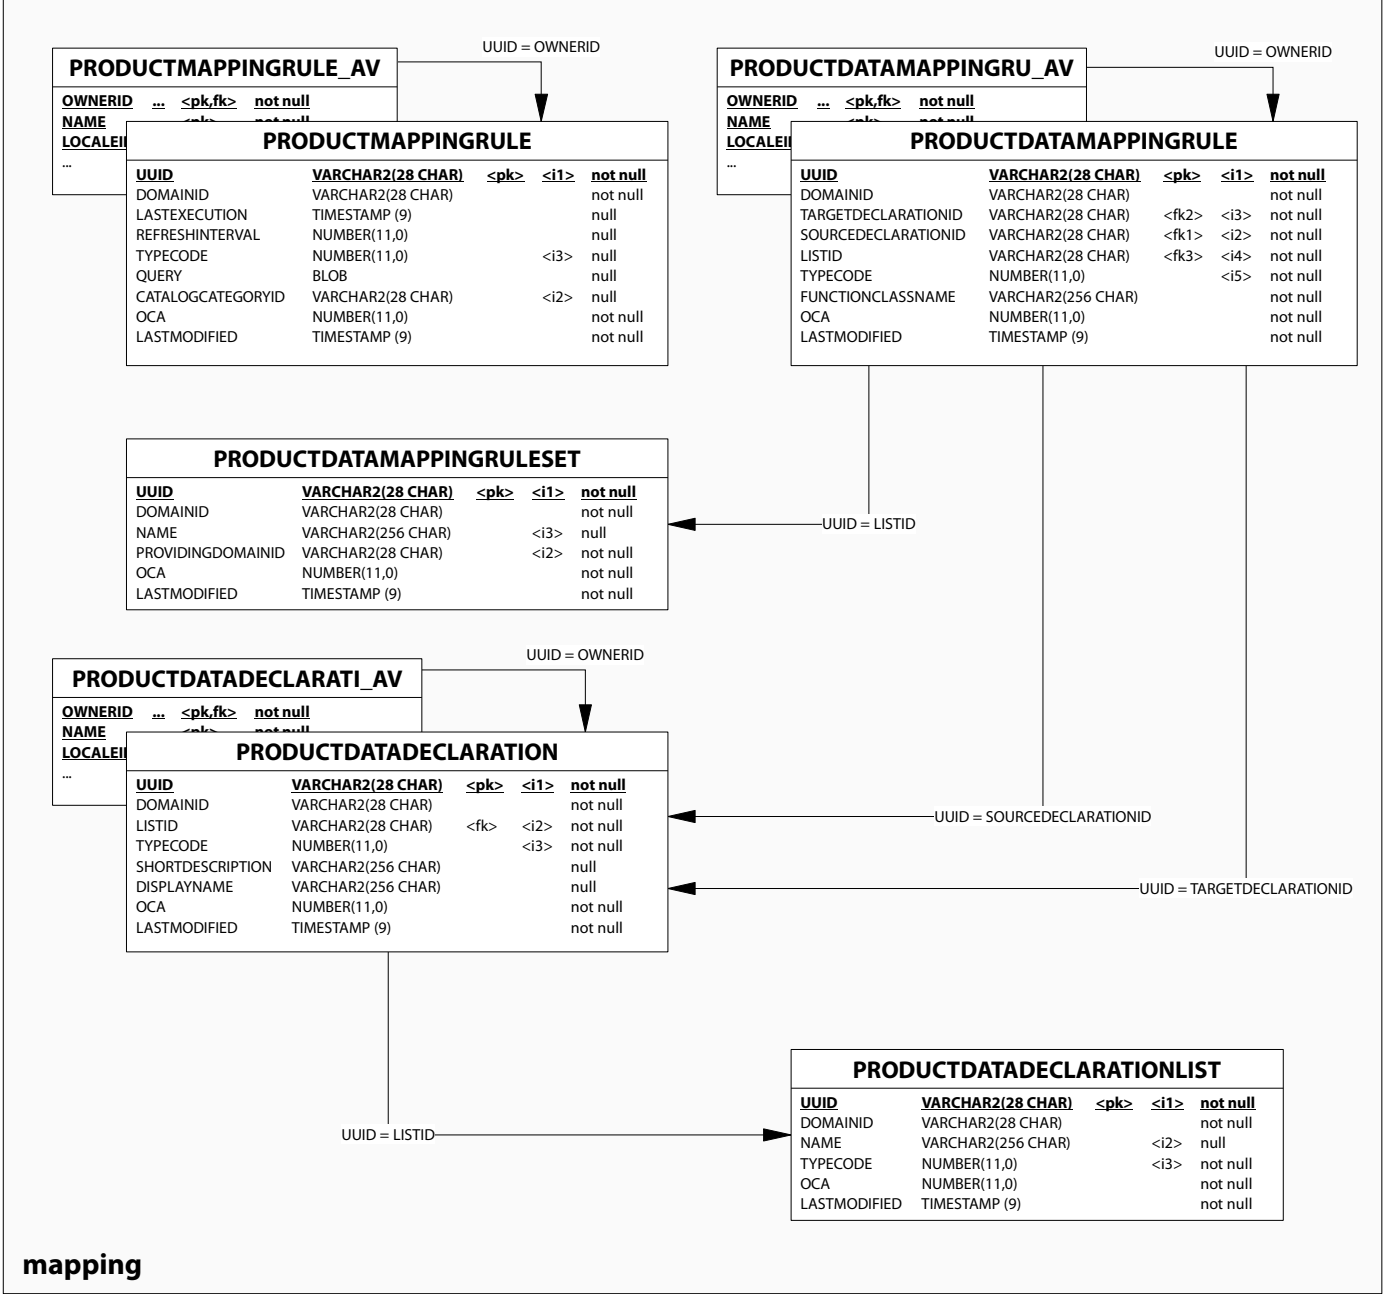 UUID = OWNERID
PRODUCTMAPPINGRULE_AV
OWNERID ... <pk,fk> not null
NAME <pk> not null
...
PRODUCTMAPPINGRULE
UUID VARCHAR2(28 CHAR) <pk> <i1> not null
DOMAINID VARCHAR2(28 CHAR) not null
LASTEXECUTION TIMESTAMP (9) null
REFRESHINTERVAL NUMBER(11,0) null
TYPECODE NUMBER(11,0) <i3> null
QUERY BLOB null
CATALOGCATEGORYID VARCHAR2(28 CHAR) <i2> null
OCA NUMBER(11,0) not null
LASTMODIFIED TIMESTAMP (9) not null
UUID = OWNERID
PRODUCTDATAMAPPINGRU_AV
OWNERID ... <pk,fk> not null
NAME <pk> not null
...
PRODUCTDATAMAPPINGRULE
UUID VARCHAR2(28 CHAR) <pk> <i1> not null
DOMAINID VARCHAR2(28 CHAR) not null
TARGETDECLARATIONID VARCHAR2(28 CHAR) <fk2> <i3> not null
SOURCEDECLARATIONID VARCHAR2(28 CHAR) <fk1> <i2> not null
LISTID VARCHAR2(28 CHAR) <fk3> <i4> not null
TYPECODE NUMBER(11,0) <i5> not null
FUNCTIONCLASSNAME VARCHAR2(256 CHAR) not null
OCA NUMBER(11,0) not null
LASTMODIFIED TIMESTAMP (9) not null
PRODUCTDATAMAPPINGRULESET
UUID VARCHAR2(28 CHAR) <pk> <i1> not null
DOMAINID VARCHAR2(28 CHAR) not null
NAME VARCHAR2(256 CHAR) <i3> null
PROVIDINGDOMAINID VARCHAR2(28 CHAR) <i2> not null
OCA NUMBER(11,0) not null
LASTMODIFIED TIMESTAMP (9) not null
UUID = LISTID
UUID = OWNERID
PRODUCTDATADECLARATI_AV
OWNERID ... <pk,fk> not null
NAME <pk> not null
...
PRODUCTDATADECLARATION
UUID VARCHAR2(28 CHAR) <pk> <i1> not null
DOMAINID VARCHAR2(28 CHAR) not null
LISTID VARCHAR2(28 CHAR) <fk> <i2> not null
TYPECODE NUMBER(11,0) <i3> not null
SHORTDESCRIPTION VARCHAR2(256 CHAR) null
DISPLAYNAME VARCHAR2(256 CHAR) null
OCA NUMBER(11,0) not null
LASTMODIFIED TIMESTAMP (9) not null
UUID = SOURCEDECLARATIONID
UUID = TARGETDECLARATIONID
UUID = LISTID
PRODUCTDATADECLARATIONLIST
UUID VARCHAR2(28 CHAR) <pk> <i1> not null
DOMAINID VARCHAR2(28 CHAR) not null
NAME VARCHAR2(256 CHAR) <i2> null
TYPECODE NUMBER(11,0) <i3> not null
OCA NUMBER(11,0) not null
LASTMODIFIED TIMESTAMP (9) not null
mapping